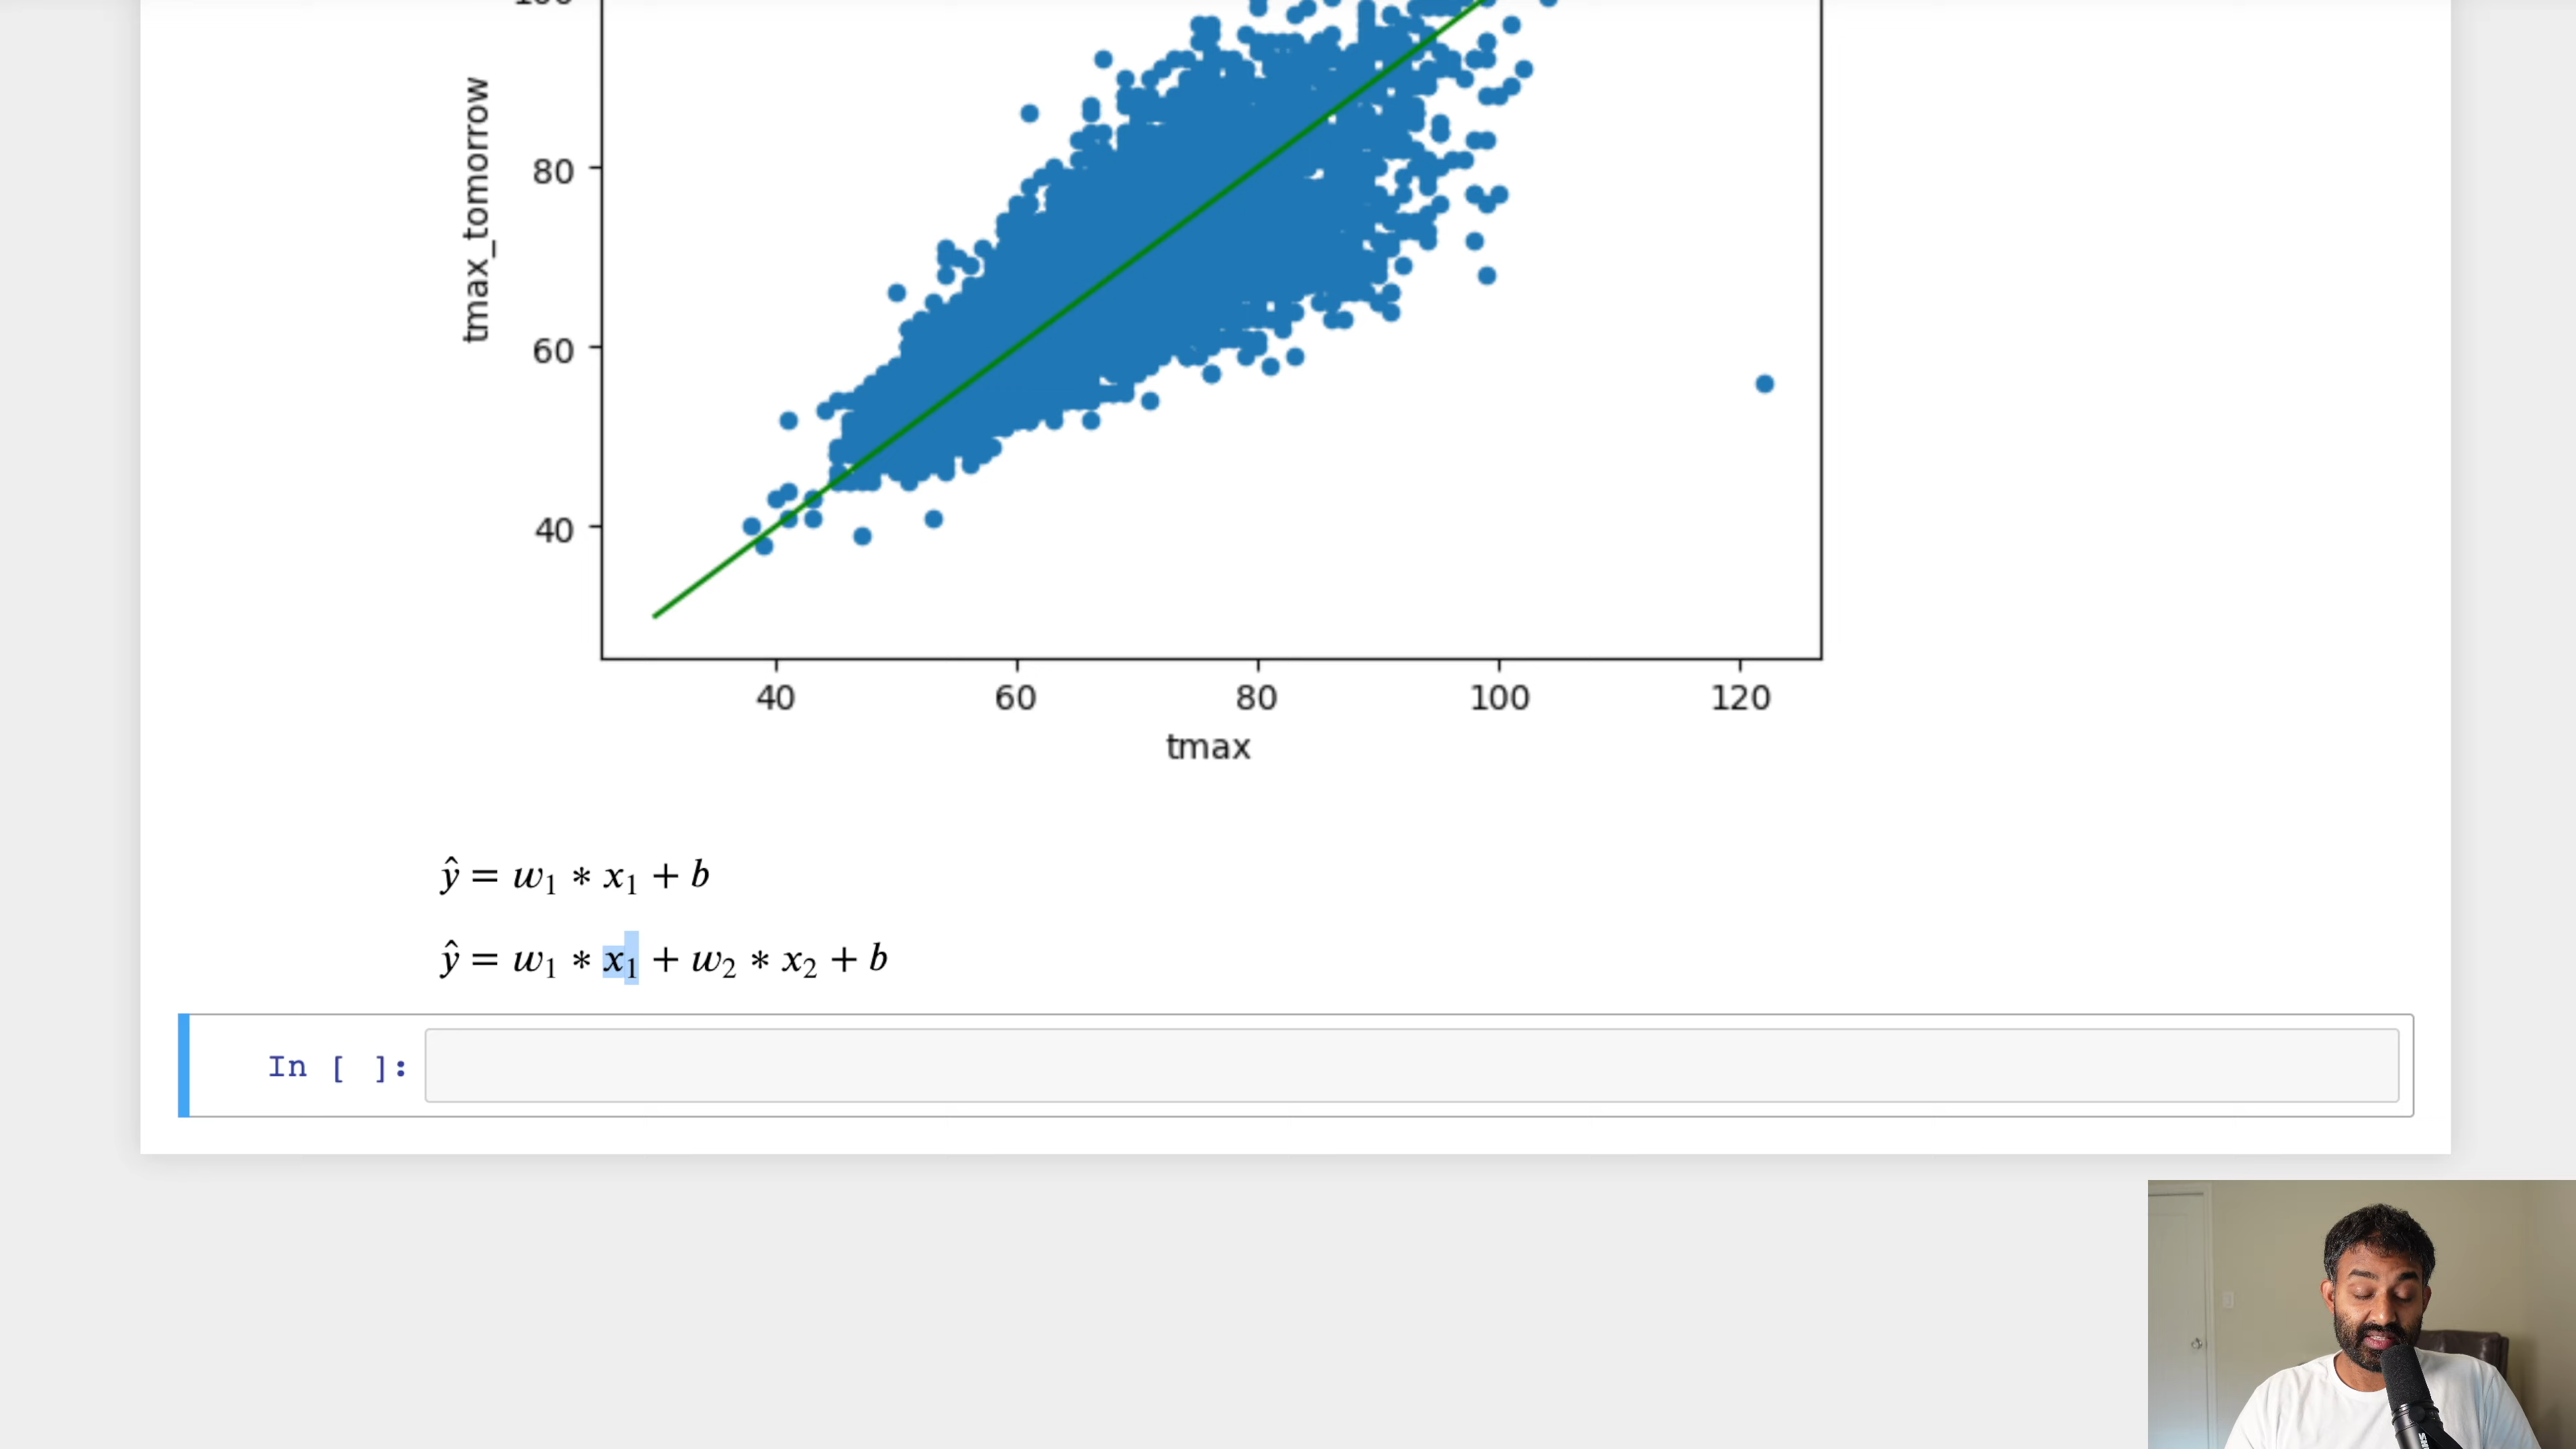 tmax_tomorrow
80
60
40
40 60 80 100 120
tmax
ŷ = w₁ * x₁ + b
ŷ = w₁ * x₁ + w₂ * x₂ + b
In [ ]: